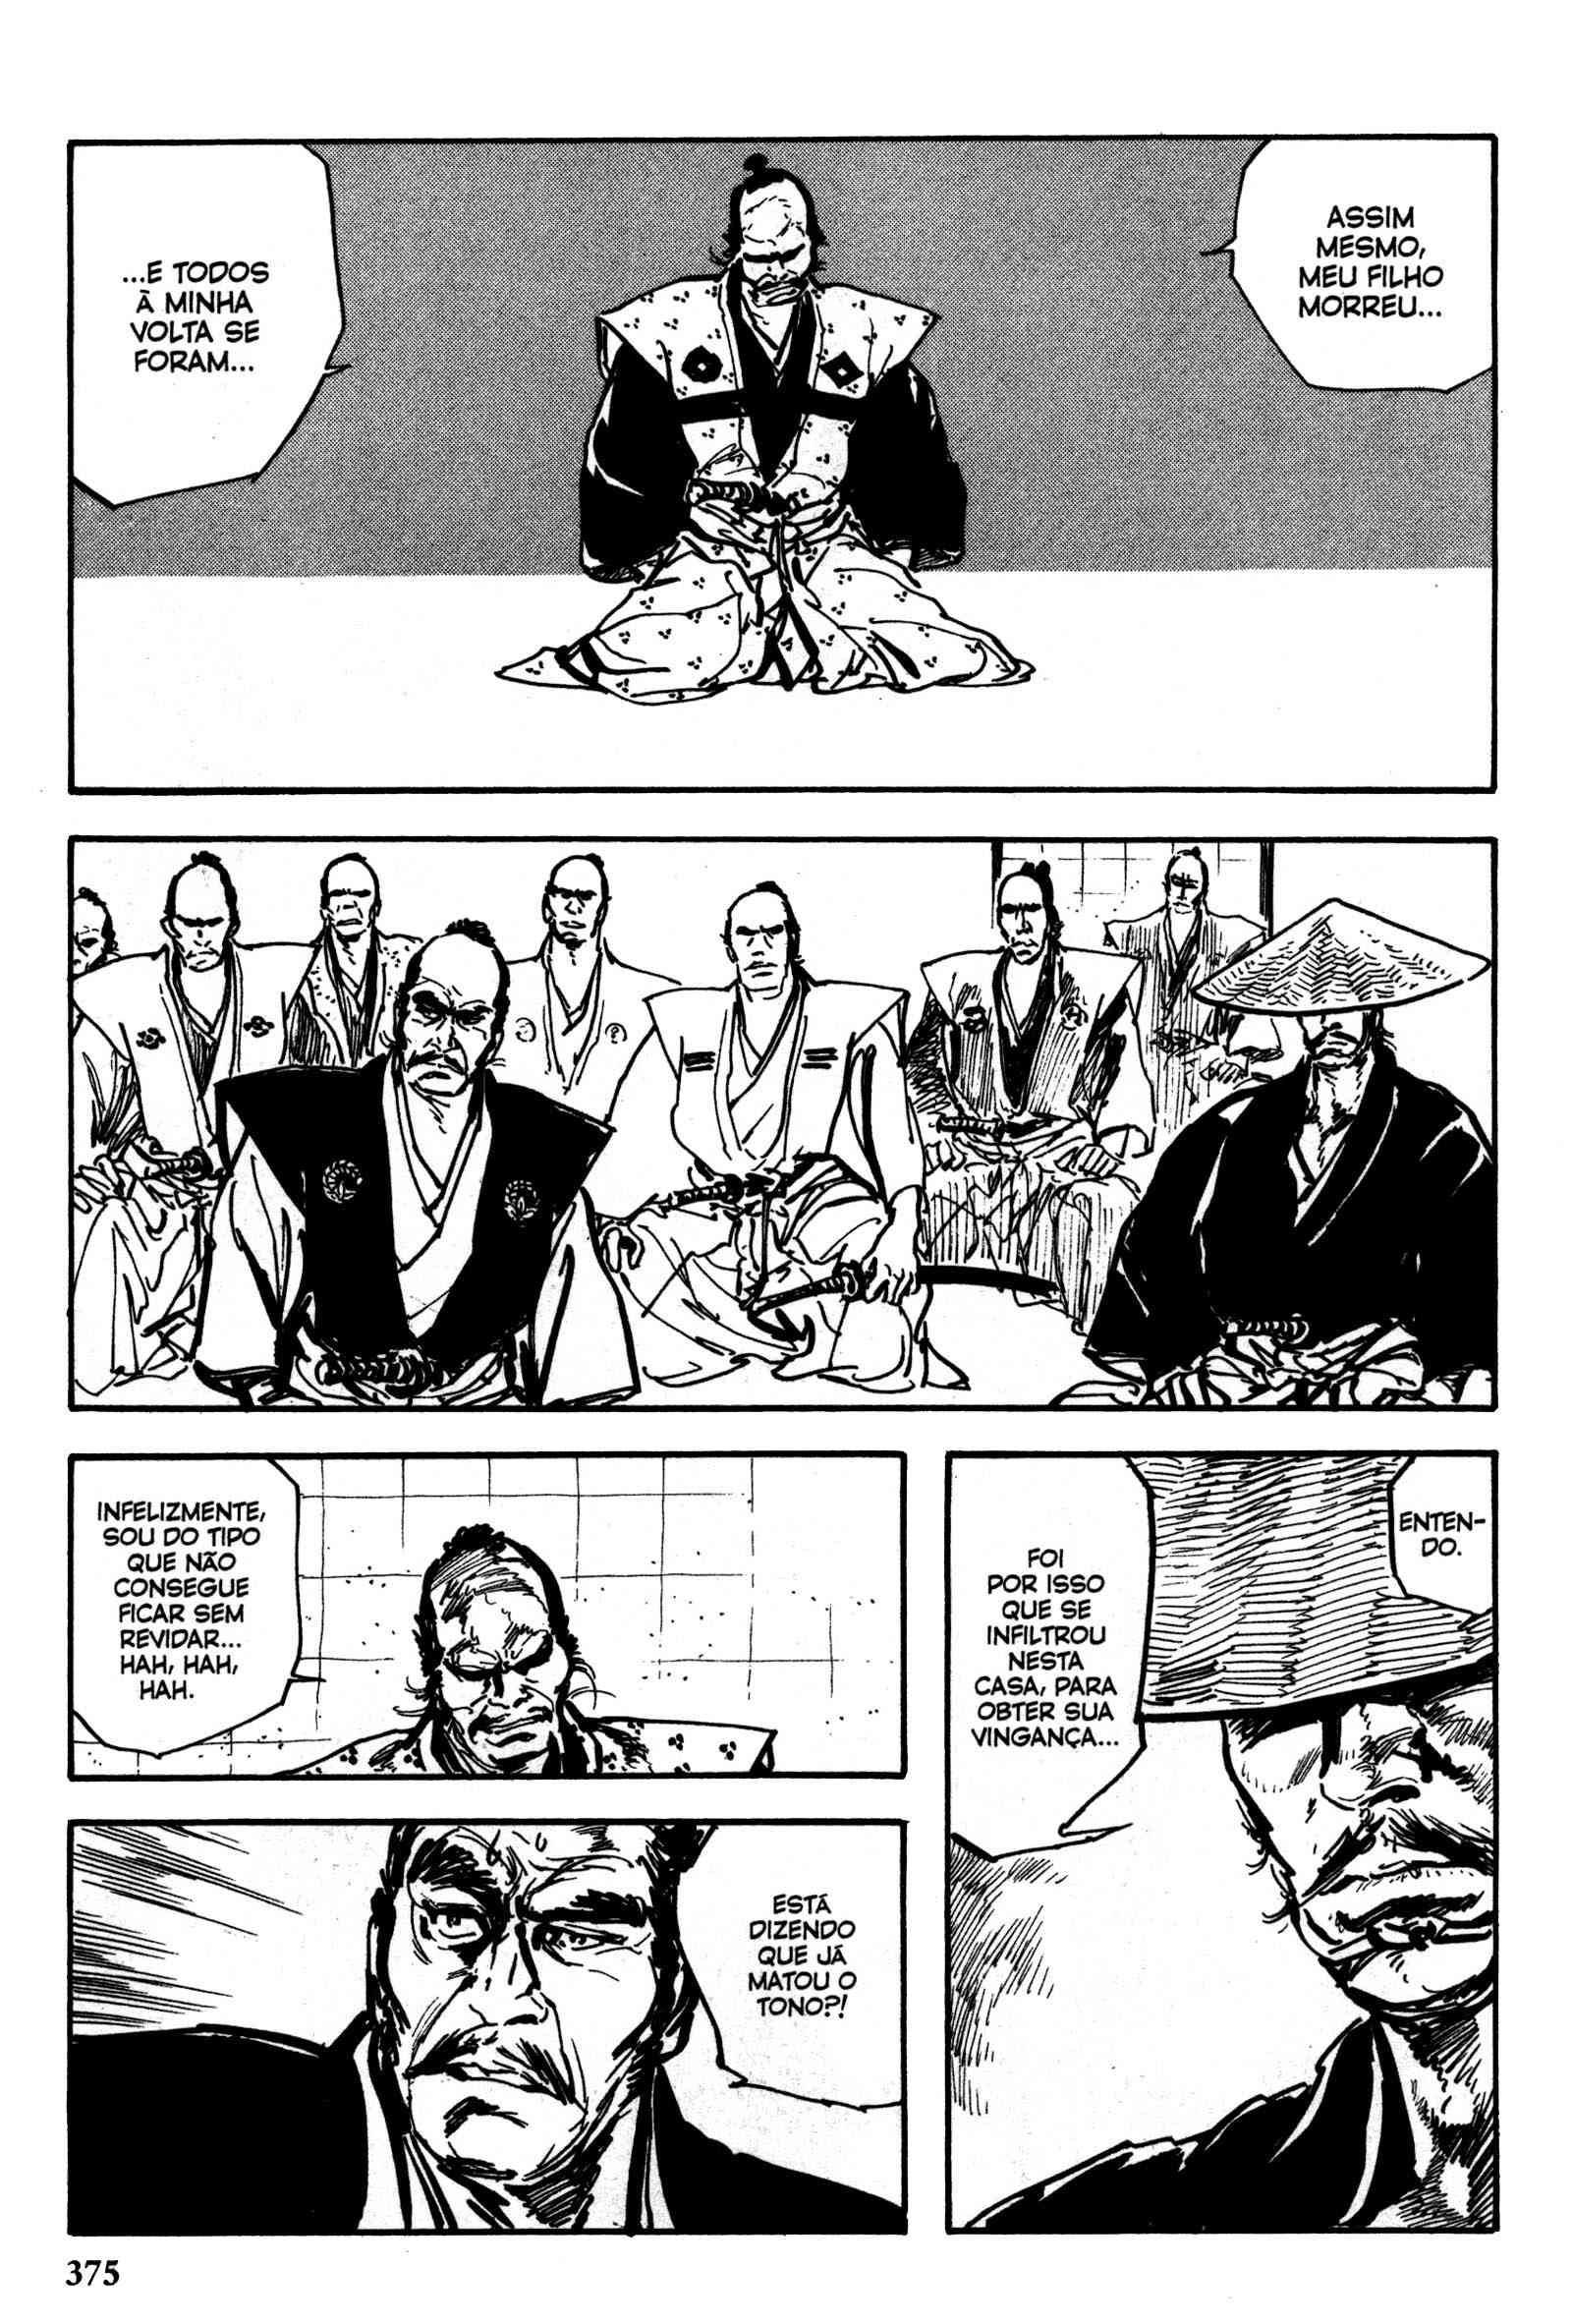 ASSIM
MESMO,
MEU FILHO
MORREU...
...E TODOS
À MINHA
VOLTA SE
FORAM...
ENTEN-
DO.
FOI
POR ISSO
QUE SE
INFILTROU
NESTA
CASA, PARA
OBTER SUA
VINGANÇA...
INFELIZMENTE,
SOU DO TIPO
QUE NÃO
CONSEGUE
FICAR SEM
REVIDAR...
HAH, HAH,
HAH.
ESTÁ
DIZENDO
QUE JÁ
MATOU O
TONO?!
375